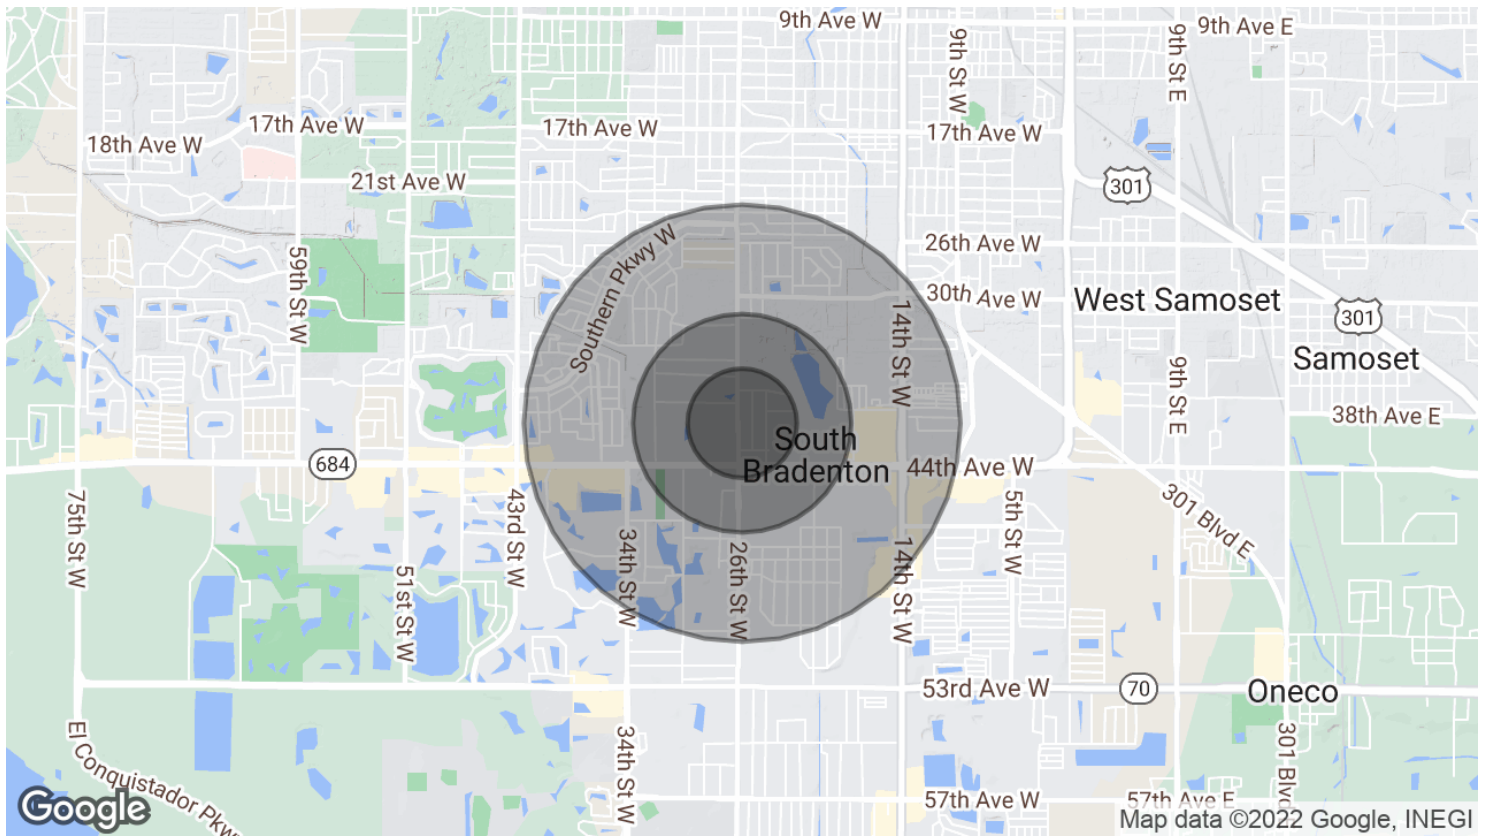 9th Ave W
9th Ave E
9th St W
9th St E
17th Ave W
17th Ave W
17th Ave W
18th Ave W
21st Ave W
301
Southern Pkwy W
26th Ave W
59th St W
30th Ave W
West Samoset
14th St W
301
Samoset
9th St E
38th Ave E
South
Bradenton
684
44th Ave W
75th St W
43rd St W
5th St W
301 Blvd E
34th St W
26th St W
14th St W
51st St W
53rd Ave W
70
Oneco
El Conquistador Pkwy
34th St W
301 Blvd
57th Ave W
57th Ave E
Google
Map data ©2022 Google, INEGI